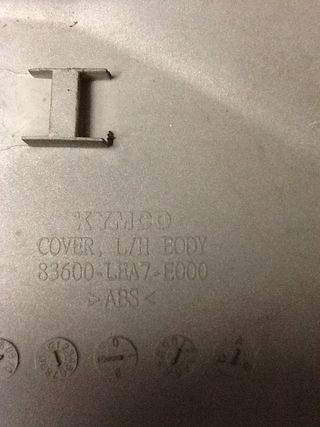 KYMCO
COVER, L/H BODY
83600-LBA7-E000
>ABS<